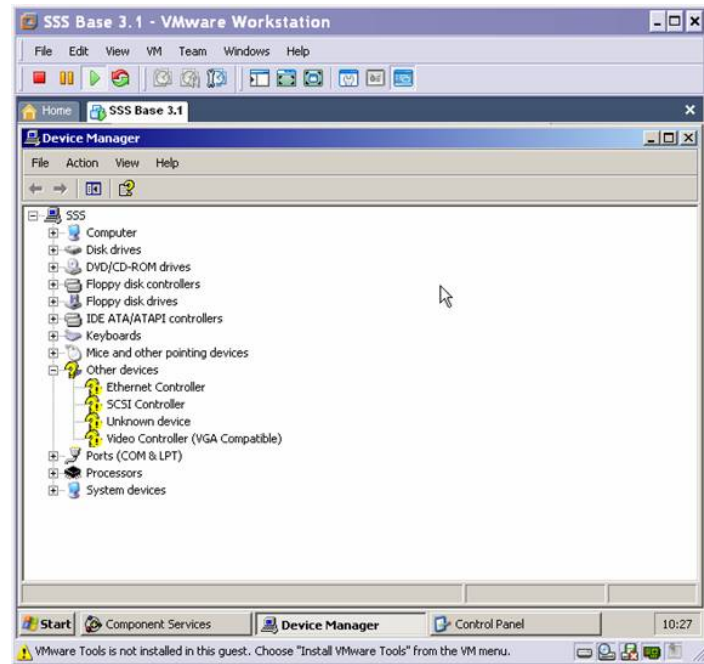 SSS Base 3.1 - VMware Workstation
File Edit View VM Team Windows Help
Home SSS Base 3.1
Device Manager
File Action View Help
SSS
Computer
Disk drives
DVD/CD-ROM drives
Floppy disk controllers
Floppy disk drives
IDE ATA/ATAPI controllers
Keyboards
Mice and other pointing devices
Other devices
Ethernet Controller
SCSI Controller
Unknown device
Video Controller (VGA Compatible)
Ports (COM & LPT)
Processors
System devices
Start Component Services Device Manager Control Panel 10:27
VMware Tools is not installed in this guest. Choose "Install VMware Tools" from the VM menu.